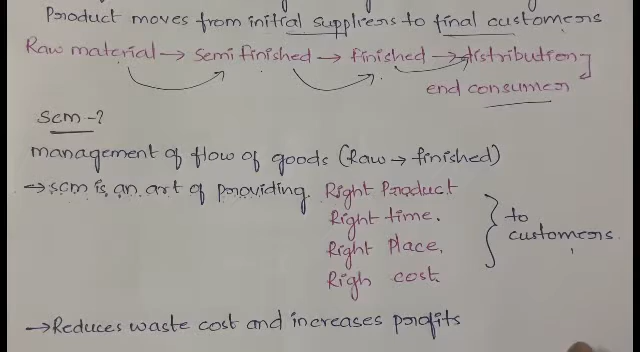 Product moves from initial suppliers to final customers
Raw material → Semi finished → finished → distribution
end consumer
SCM-?
management of flow of goods (Raw → finished)
→ SCM is an art of providing Right Product
Right time.
Right Place,
Righ cost
to
customers.
→ Reduces waste cost and increases profits